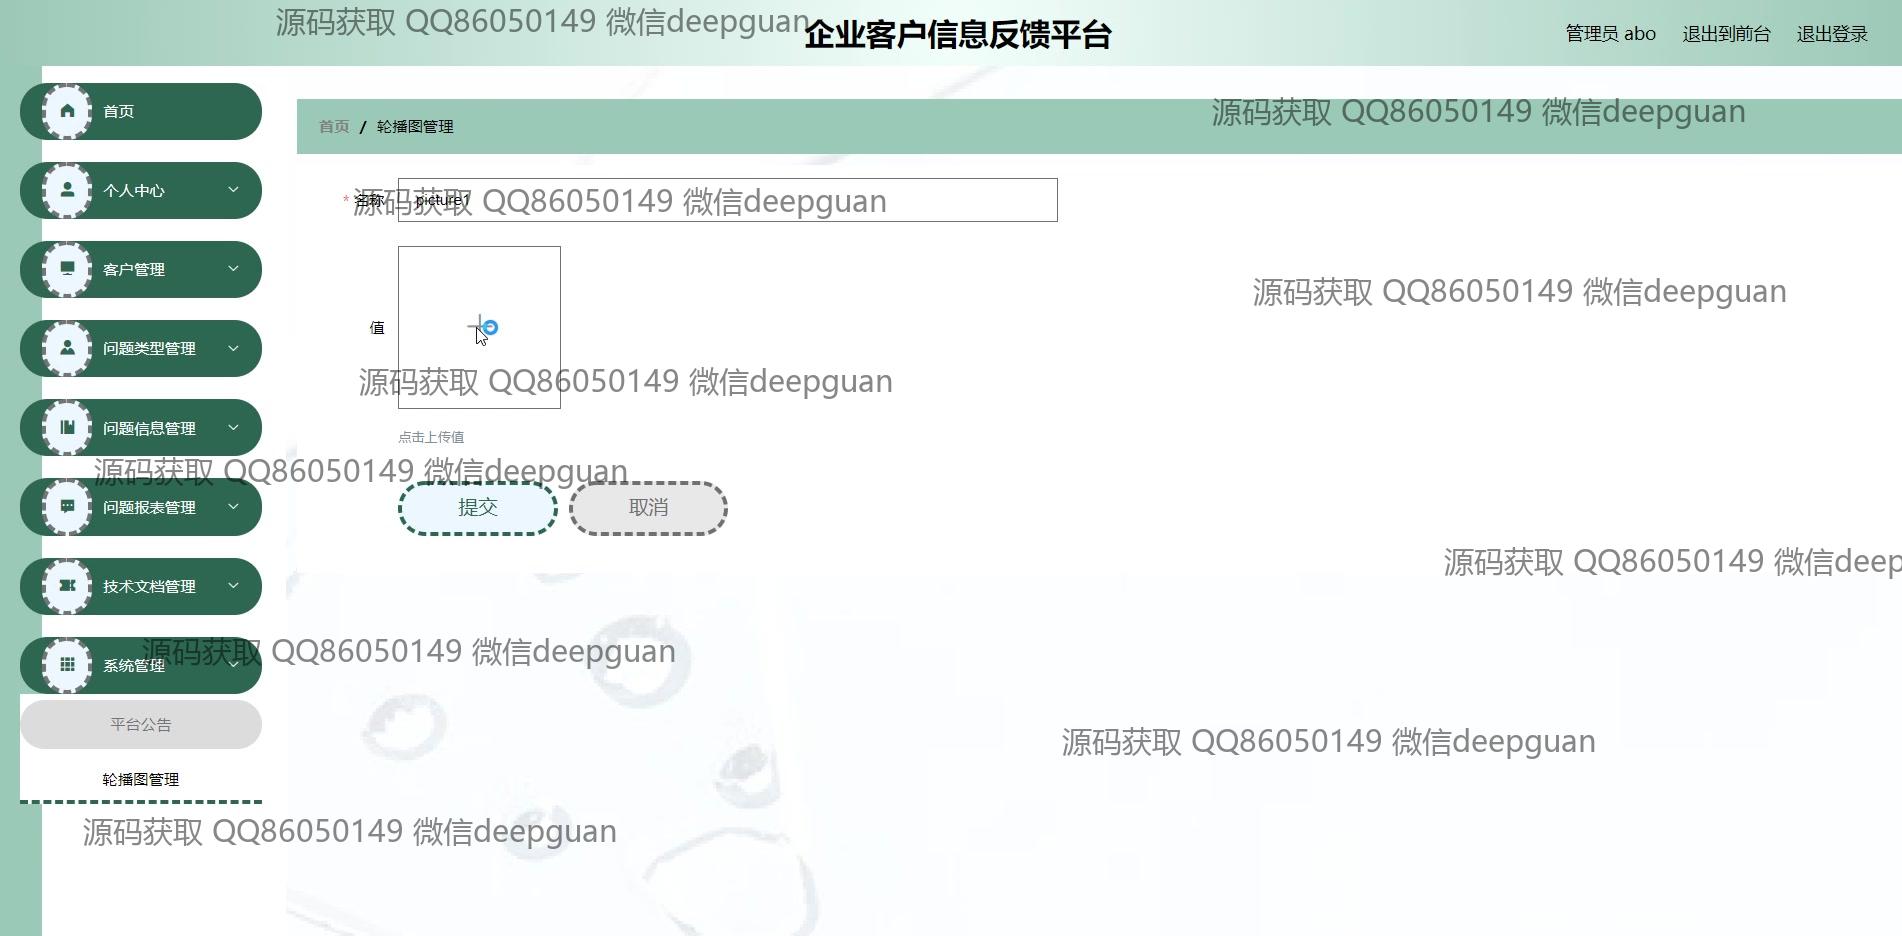 源码获取 QQ86050149 微信deepguan
企业客户信息反馈平台
管理员 abo 退出到前台 退出登录
首页
个人中心
客户管理
问题类型管理
问题信息管理
问题报表管理
技术文档管理
系统管理
平台公告
轮播图管理
首页 / 轮播图管理
源码获取 QQ86050149 微信deepguan
* 名称 picture1
源码获取 QQ86050149 微信deepguan
源码获取 QQ86050149 微信deepguan
值
源码获取 QQ86050149 微信deepguan
点击上传值
源码获取 QQ86050149 微信deepguan
提交 取消
源码获取 QQ86050149 微信deep
源码获取 QQ86050149 微信deepguan
源码获取 QQ86050149 微信deepguan
源码获取 QQ86050149 微信deepguan